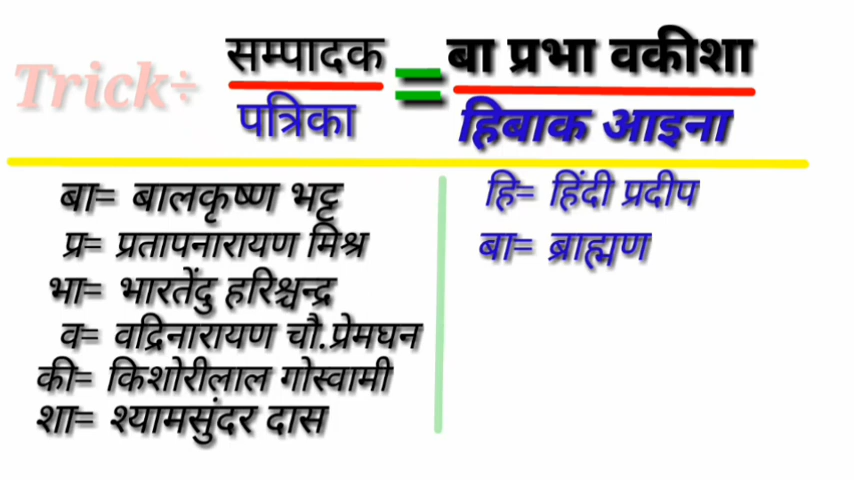 Trick÷
सम्पादक = बा प्रभा वकीशा
पत्रिका हिबाक आइना
बा= बालकृष्ण भट्ट
प्र= प्रतापनारायण मिश्र
भा= भारतेंदु हरिश्चन्द्र
व= वद्रिनारायण चौ.प्रेमघन
की= किशोरीलाल गोस्वामी
शा= श्यामसुंदर दास
हि= हिंदी प्रदीप
बा= ब्राह्मण